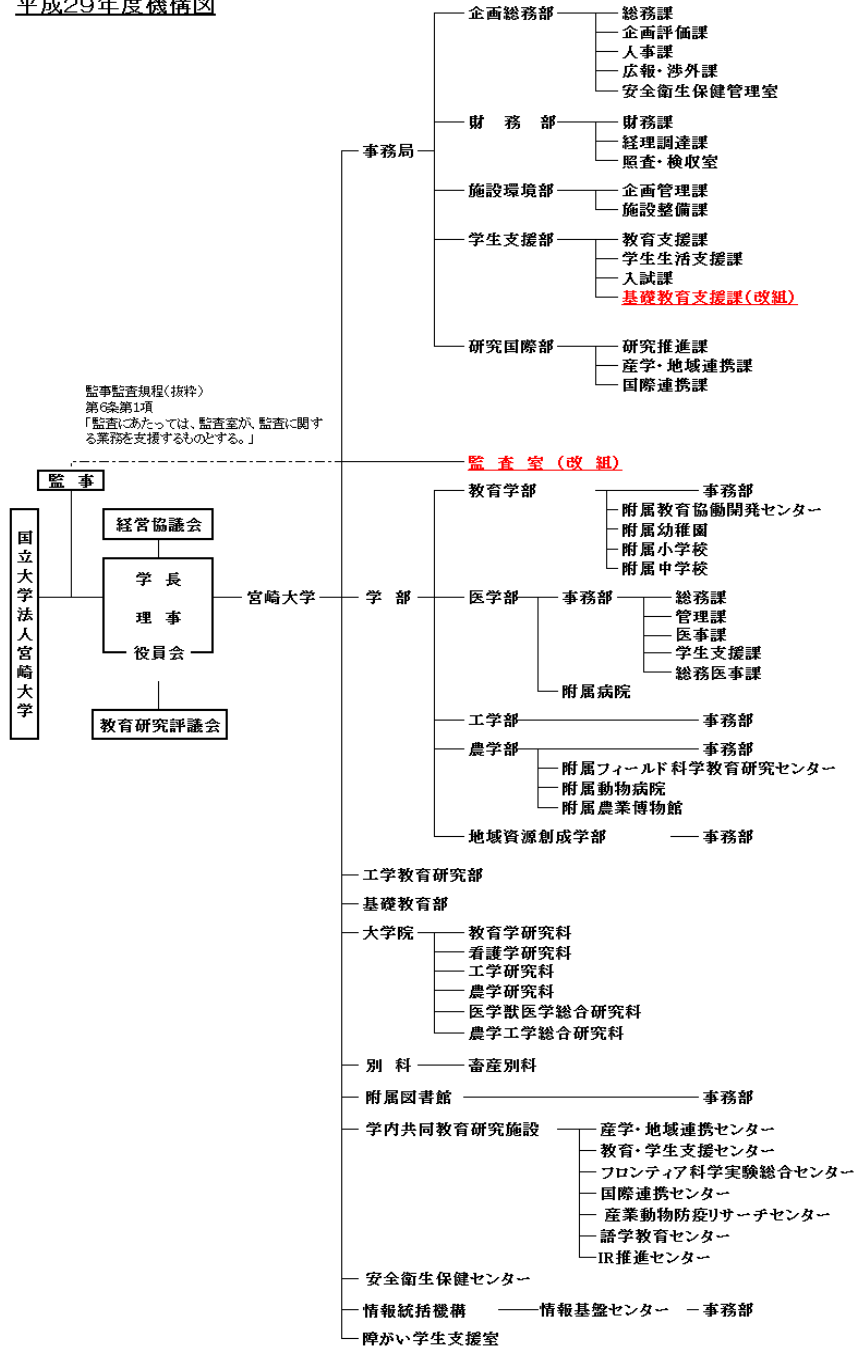 平成29年度機構図
企画総務部
総務課
企画評価課
人事課
広報・渉外課
安全衛生保健管理室
財務部
財務課
経理調達課
照査・検収室
事務局
施設環境部
企画管理課
施設整備課
学生支援部
教育支援課
学生生活支援課
入試課
基礎教育支援課(改組)
研究国際部
研究推進課
産学・地域連携課
国際連携課
監事監査規程(抜粋)
第6条第1項
「監査にあたっては、監査室が、監査に関す
る業務を支援するものとする。」
監査室(改組)
監事
国立大学法人宮崎大学
経営協議会
学長
理事
役員会
教育研究評議会
宮崎大学
学部
教育学部
事務部
附属教育協働開発センター
附属幼稚園
附属小学校
附属中学校
医学部
事務部
総務課
管理課
医事課
学生支援課
総務医事課
附属病院
工学部
事務部
農学部
事務部
附属フィールド科学教育研究センター
附属動物病院
附属農業博物館
地域資源創成学部
事務部
工学教育研究部
基礎教育部
大学院
教育学研究科
看護学研究科
工学研究科
農学研究科
医学獣医学総合研究科
農学工学総合研究科
別科
畜産別科
附属図書館
事務部
学内共同教育研究施設
産学・地域連携センター
教育・学生支援センター
フロンティア科学実験総合センター
国際連携センター
産業動物防疫リサーチセンター
語学教育センター
IR推進センター
安全衛生保健センター
情報統括機構
情報基盤センター
事務部
障がい学生支援室